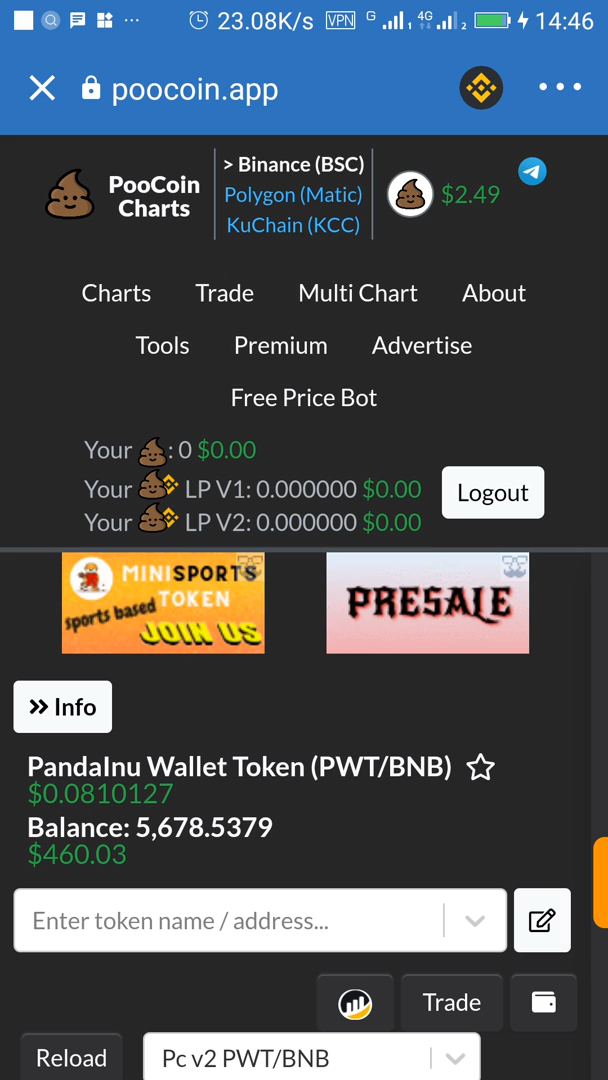 23.08K/s VPN G 1 4G 2 14:46
poocoin.app
PooCoin
Charts
> Binance (BSC)
Polygon (Matic)
KuChain (KCC)
$2.49
Charts Trade Multi Chart About
Tools Premium Advertise
Free Price Bot
Your : 0 $0.00
Your LP V1: 0.000000 $0.00
Your LP V2: 0.000000 $0.00
Logout
MINISPORTS
TOKEN
sports based
JOIN US
PRESALE
Info
PandaInu Wallet Token (PWT/BNB)
$0.0810127
Balance: 5,678.5379
$460.03
Enter token name / address...
Trade
Reload
Pc v2 PWT/BNB